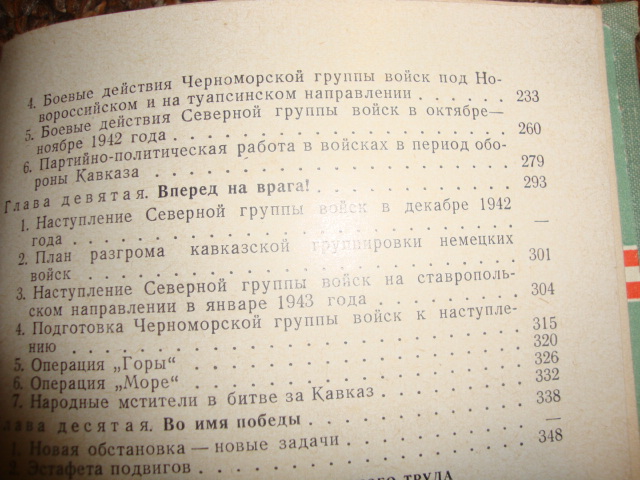 4. Боевые действия Черноморской группы войск под Но-
вороссийском и на туапсинском направлении . . . . . 233
5. Боевые действия Северной группы войск в октябре—
ноябре 1942 года . . . . . . . . . . . . . . . 260
6. Партийно-политическая работа в войсках в период обо-
роны Кавказа . . . . . . . . . . . . . . . . . 279
Глава девятая. Вперед на врага! . . . . . . . . . . 293
1. Наступление Северной группы войск в декабре 1942
года . . . . . . . . . . . . . . . . . . . . —
2. План разгрома кавказской группировки немецких
войск . . . . . . . . . . . . . . . . . . . . 301
3. Наступление Северной группы войск на ставрополь-
ском направлении в январе 1943 года . . . . . . . . 304
4. Подготовка Черноморской группы войск к наступле-
нию . . . . . . . . . . . . . . . . . . . . . 315
5. Операция „Горы“ . . . . . . . . . . . . . . . 320
6. Операция „Море“ . . . . . . . . . . . . . . . 326
7. Народные мстители в битве за Кавказ . . . . . . . 332
лава десятая. Во имя победы . . . . . . . . . . . 338
1. Новая обстановка — новые задачи . . . . . . . . . —
2. Эстафета подвигов . . . . . . . . . . . . . . 348
ТРУДА